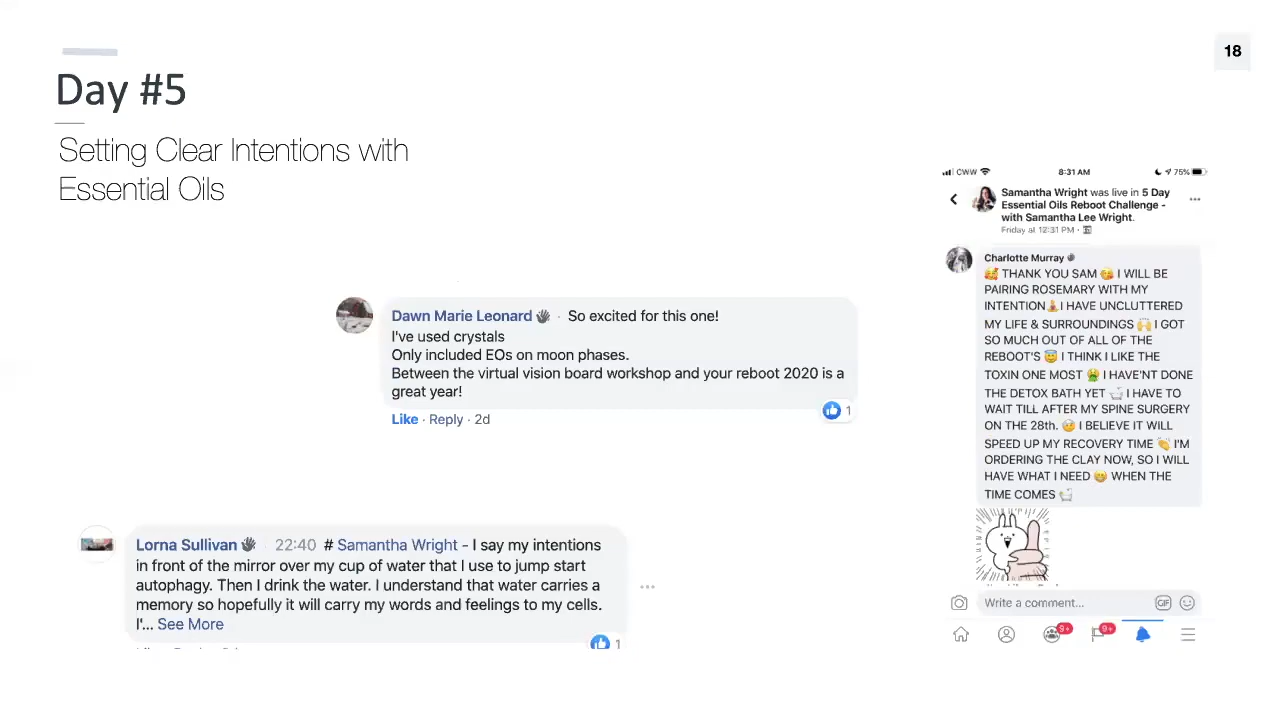 18
Day #5
Setting Clear Intentions with
Essential Oils
Dawn Marie Leonard · So excited for this one!
I've used crystals
Only included EOs on moon phases.
Between the virtual vision board workshop and your reboot 2020 is a
great year!
1
Like · Reply · 2d
Lorna Sullivan · 22:40 # Samantha Wright - I say my intentions
in front of the mirror over my cup of water that I use to jump start
autophagy. Then I drink the water. I understand that water carries a
memory so hopefully it will carry my words and feelings to my cells.
I'... See More
1
CWW 8:31 AM 75%
Samantha Wright was live in 5 Day
Essential Oils Reboot Challenge -
with Samantha Lee Wright.
Friday at 12:31 PM ·
Charlotte Murray
🥰 THANK YOU SAM 😘 I WILL BE
PAIRING ROSEMARY WITH MY
INTENTION🧘I HAVE UNCLUTTERED
MY LIFE & SURROUNDINGS 🙌 I GOT
SO MUCH OUT OF ALL OF THE
REBOOT'S 😇 I THINK I LIKE THE
TOXIN ONE MOST 🤮 I HAVE'NT DONE
THE DETOX BATH YET 🛁 I HAVE TO
WAIT TILL AFTER MY SPINE SURGERY
ON THE 28th. 🤕 I BELIEVE IT WILL
SPEED UP MY RECOVERY TIME 👏 I'M
ORDERING THE CLAY NOW, SO I WILL
HAVE WHAT I NEED 😁 WHEN THE
TIME COMES 🛀
Write a comment... GIF
9+ 9+